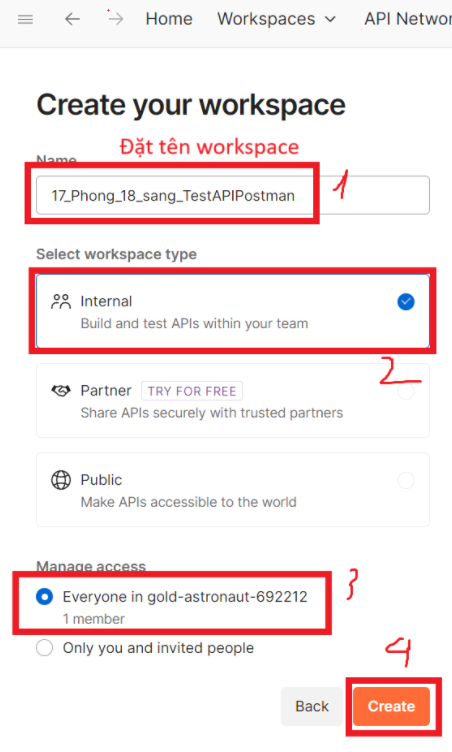 Home Workspaces API Networ
Create your workspace
Đặt tên workspace
Name
17_Phong_18_sang_TestAPIPostman
1
Select workspace type
Internal
Build and test APIs within your team
2
Partner TRY FOR FREE
Share APIs securely with trusted partners
Public
Make APIs accessible to the world
Manage access
Everyone in gold-astronaut-692212
3
1 member
Only you and invited people
4
Back Create